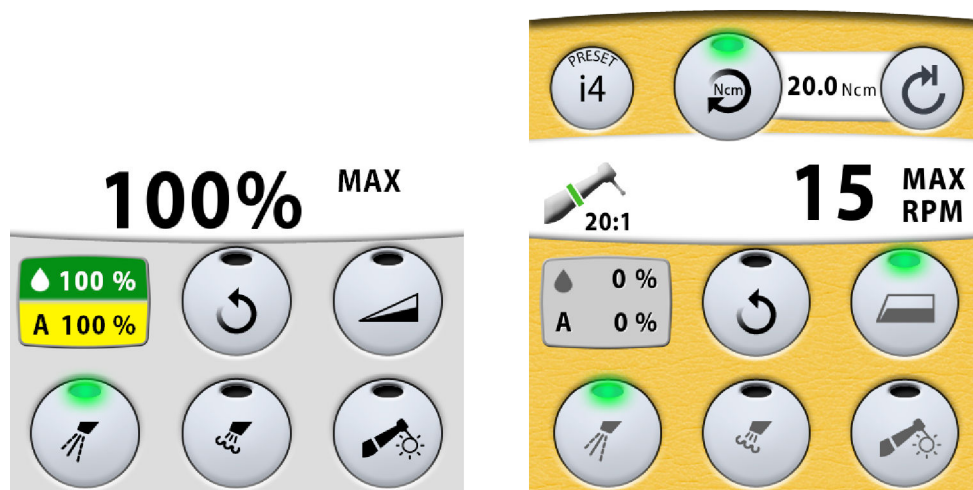 100% MAX
100 %
A 100 %
PRESET
i4
Ncm
20.0 Ncm
20:1
15 MAX
RPM
0 %
A 0 %